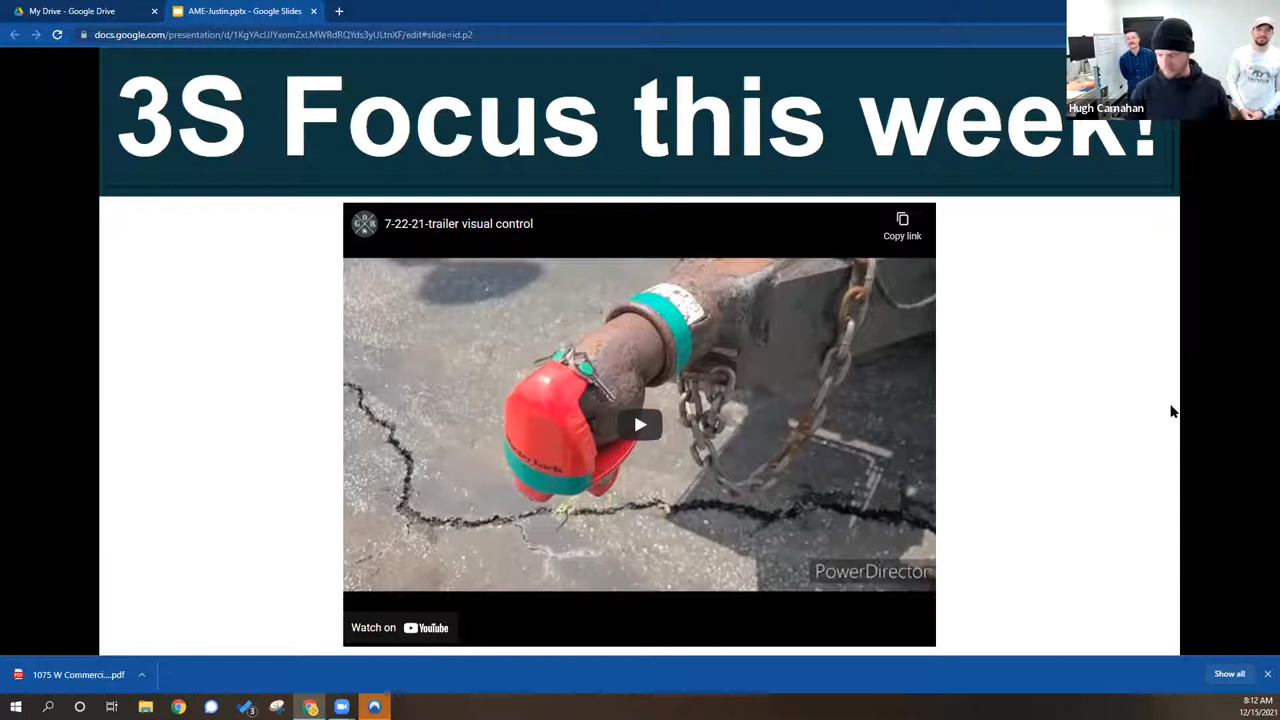 My Drive - Google Drive
AME-Justin.pptx - Google Slides
docs.google.com/presentation/d/1KgYAcIJJYxomZxLMWRdRQYds3yULtnXF/edit#slide=id.p2
Hugh Carnahan
3S Focus this week!
7-22-21-trailer visual control
Copy link
PowerDirector
Watch on YouTube
1075 W Commerci....pdf
Show all
3
8:12 AM
12/15/2021